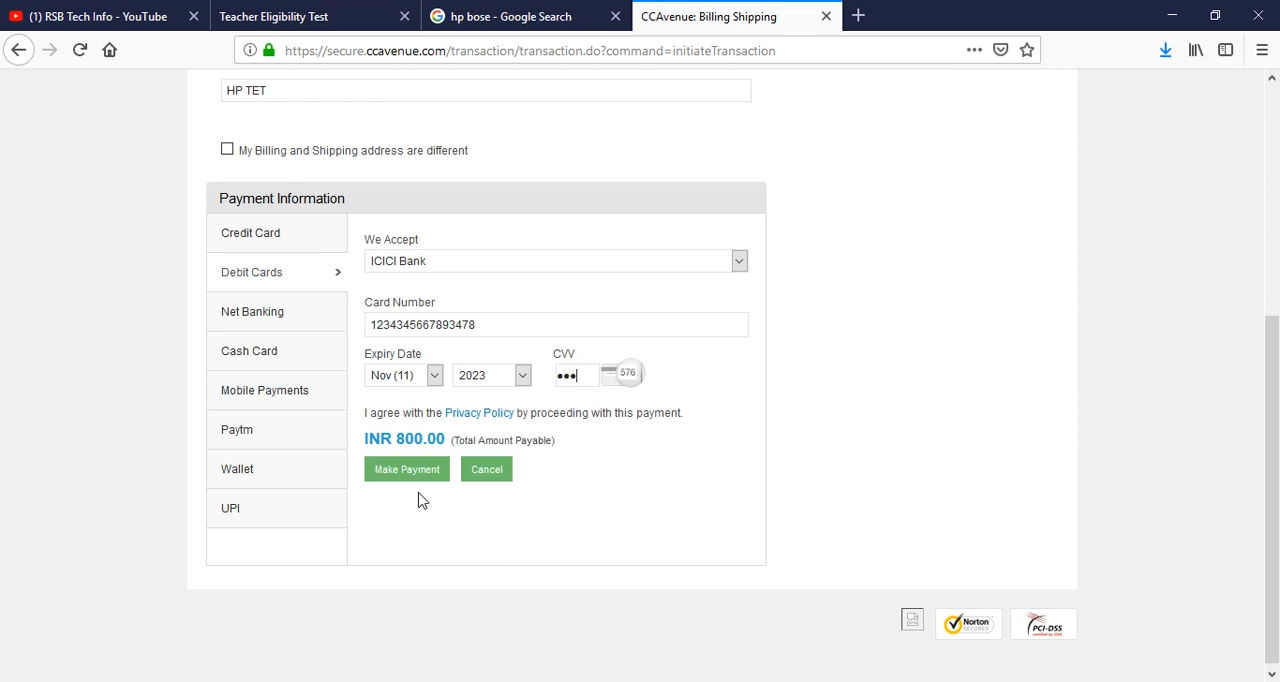 (1) RSB Tech Info - YouTube
Teacher Eligibility Test
hp bose - Google Search
CCAvenue: Billing Shipping
https://secure.ccavenue.com/transaction/transaction.do?command=initiateTransaction
HP TET
My Billing and Shipping address are different
Payment Information
Credit Card
Debit Cards
Net Banking
Cash Card
Mobile Payments
Paytm
Wallet
UPI
We Accept
ICICI Bank
Card Number
1234345667893478
Expiry Date
CVV
Nov (11)
2023
576
I agree with the Privacy Policy by proceeding with this payment.
INR 800.00 (Total Amount Payable)
Make Payment
Cancel
Norton
SECURED
PCI-DSS